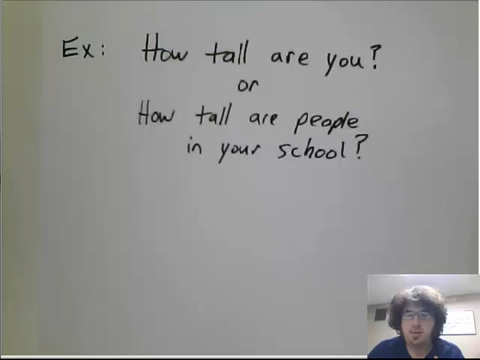 Ex: How tall are you?
or
How tall are people
in your school?